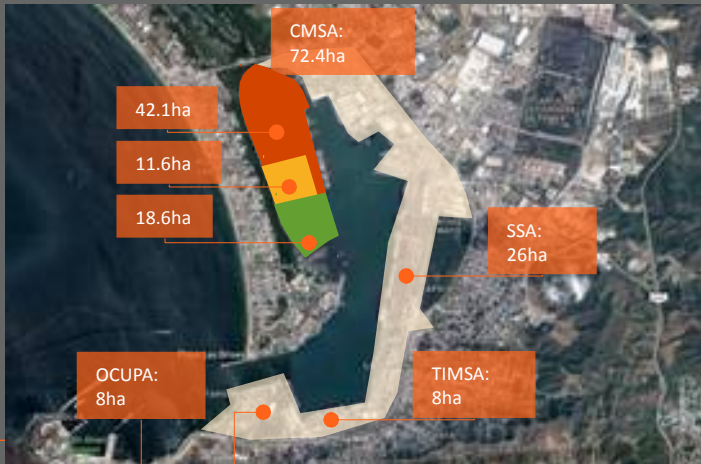 CMSA:
72.4ha
42.1ha
11.6ha
18.6ha
SSA:
26ha
OCUPA:
8ha
TIMSA:
8ha